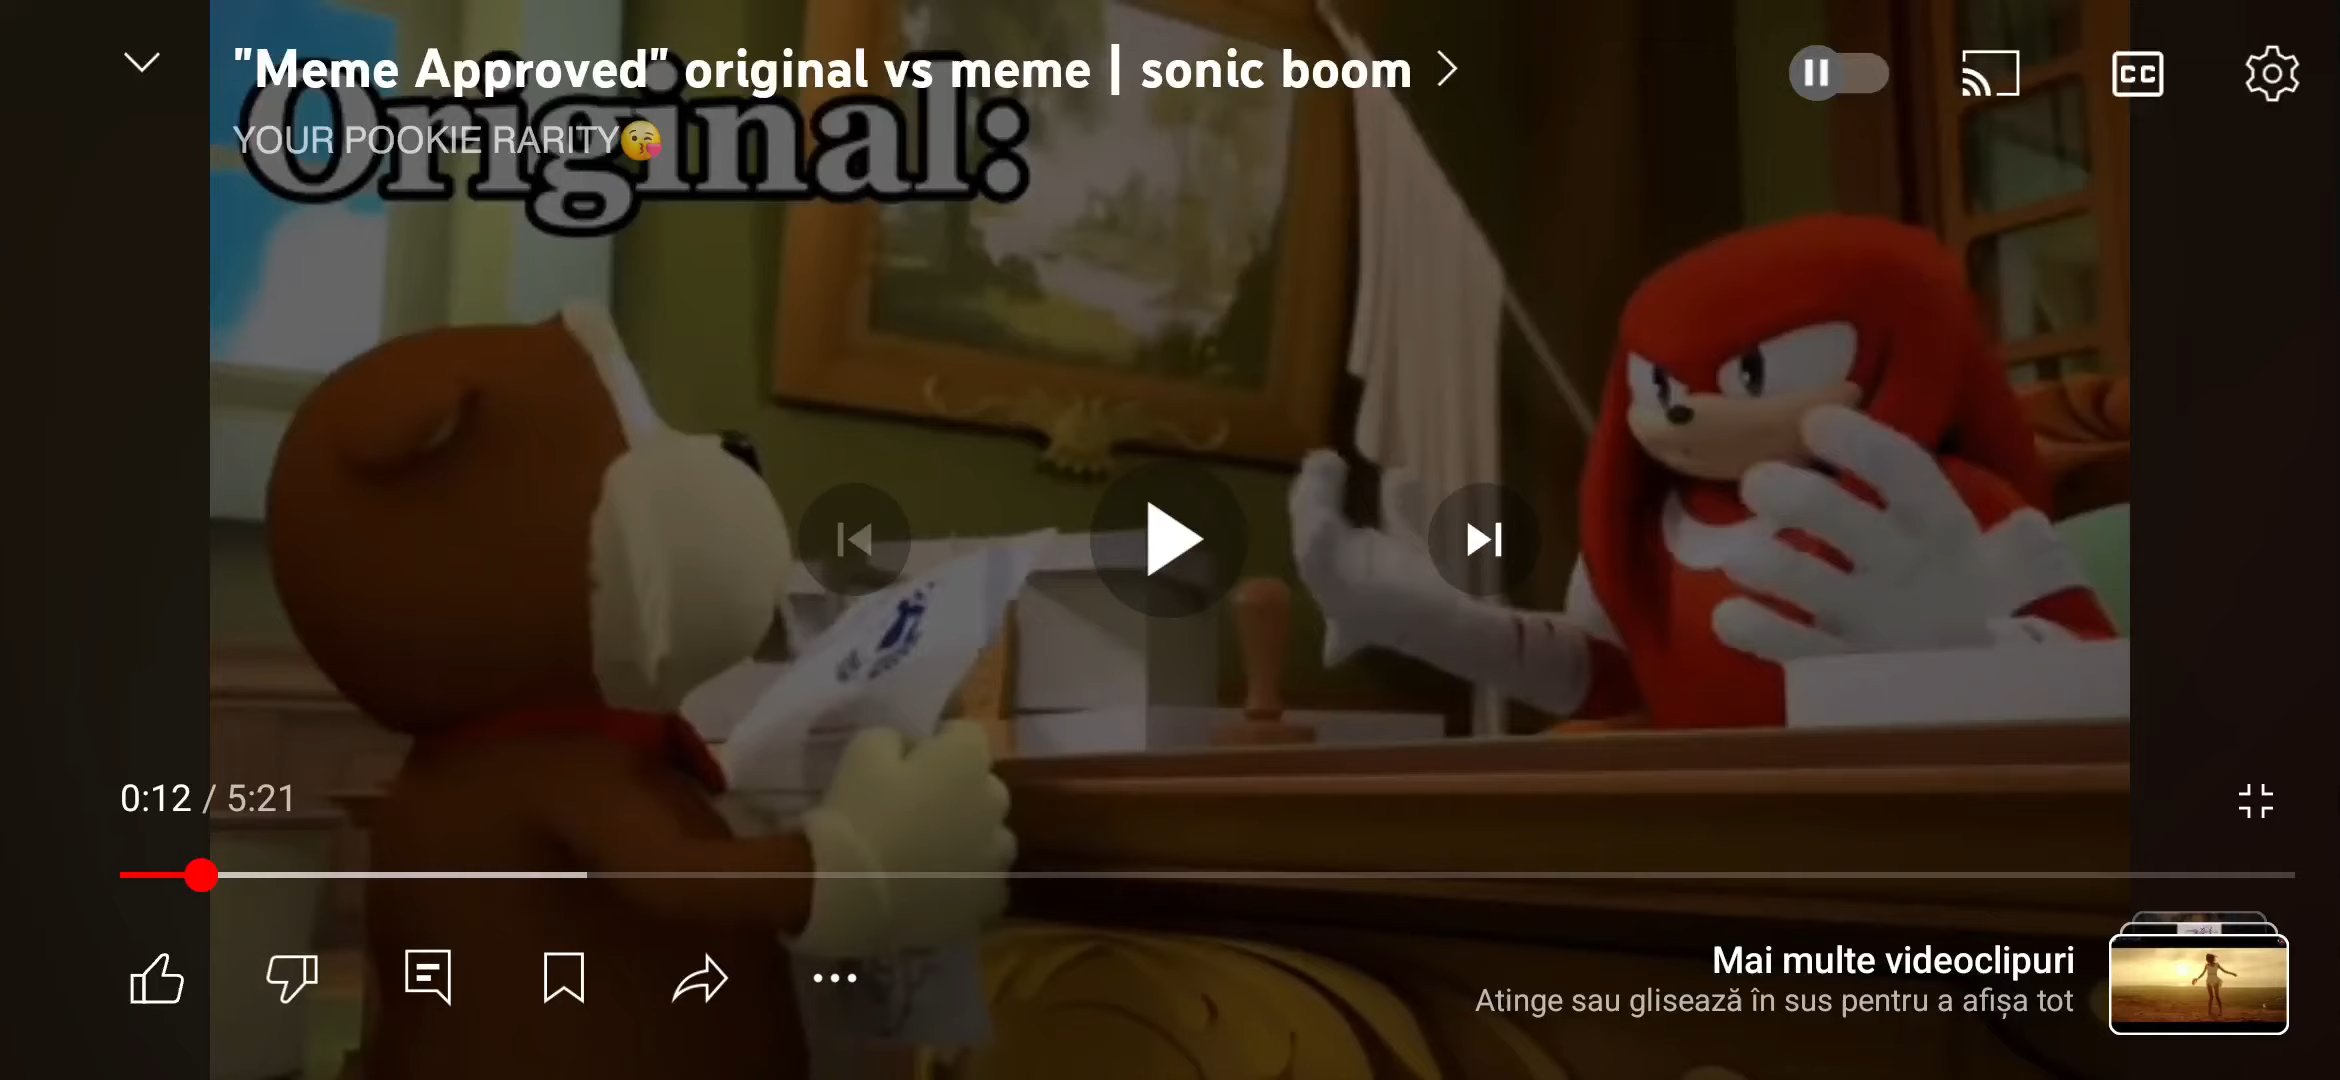 "Meme Approved" original vs meme | sonic boom
YOUR POOKIE RARITY😘
Original:
CC
0:12 / 5:21
Mai multe videoclipuri
Atinge sau glisează în sus pentru a afișa tot